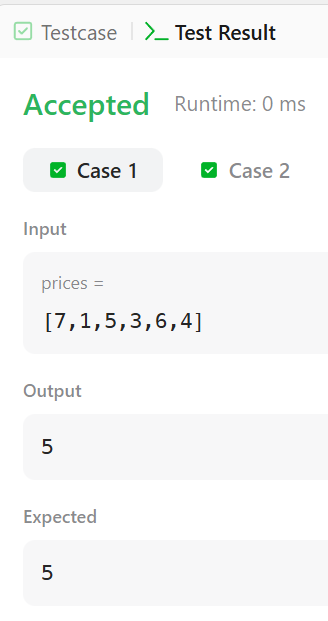 Testcase | Test Result
Accepted Runtime: 0 ms
Case 1 Case 2
Input
prices =
[7,1,5,3,6,4]
Output
5
Expected
5